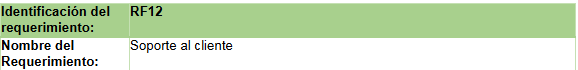 Identificación del RF12
requerimiento:
Nombre del Soporte al cliente
Requerimiento: